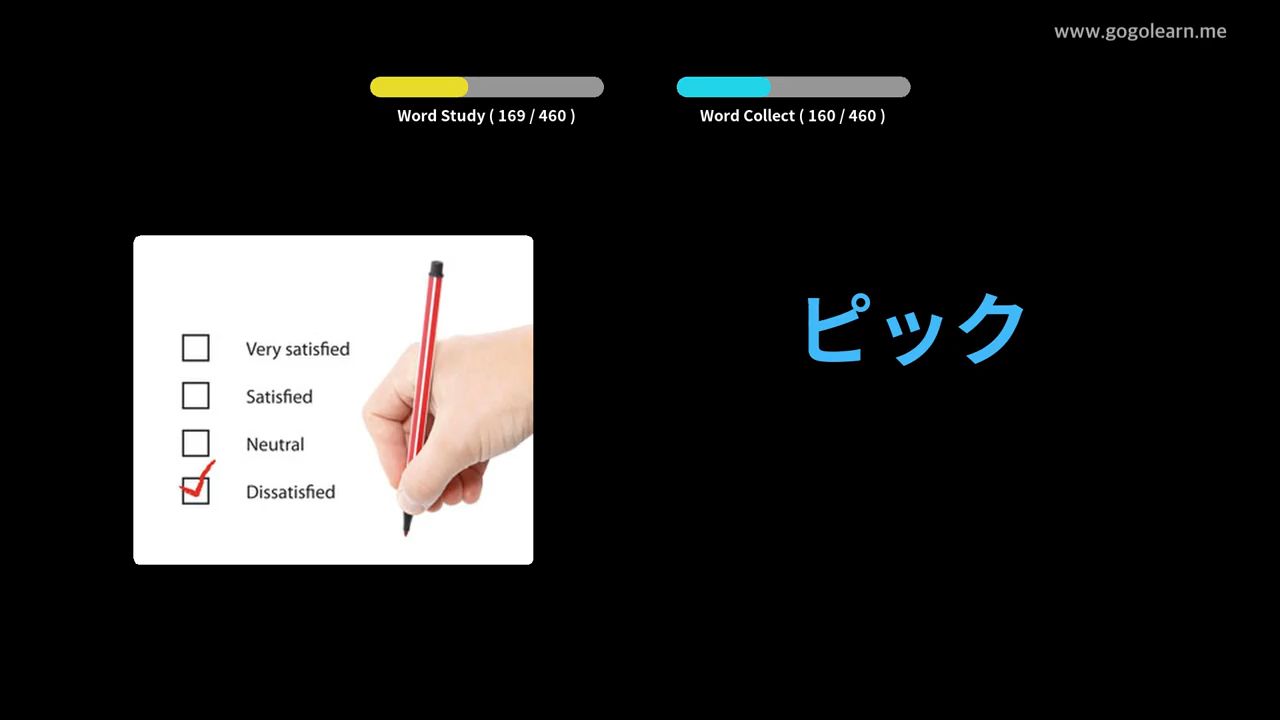 www.gogolearn.me
Word Study ( 169 / 460 )
Word Collect ( 160 / 460 )
Very satisfied
Satisfied
Neutral
Dissatisfied
ピック